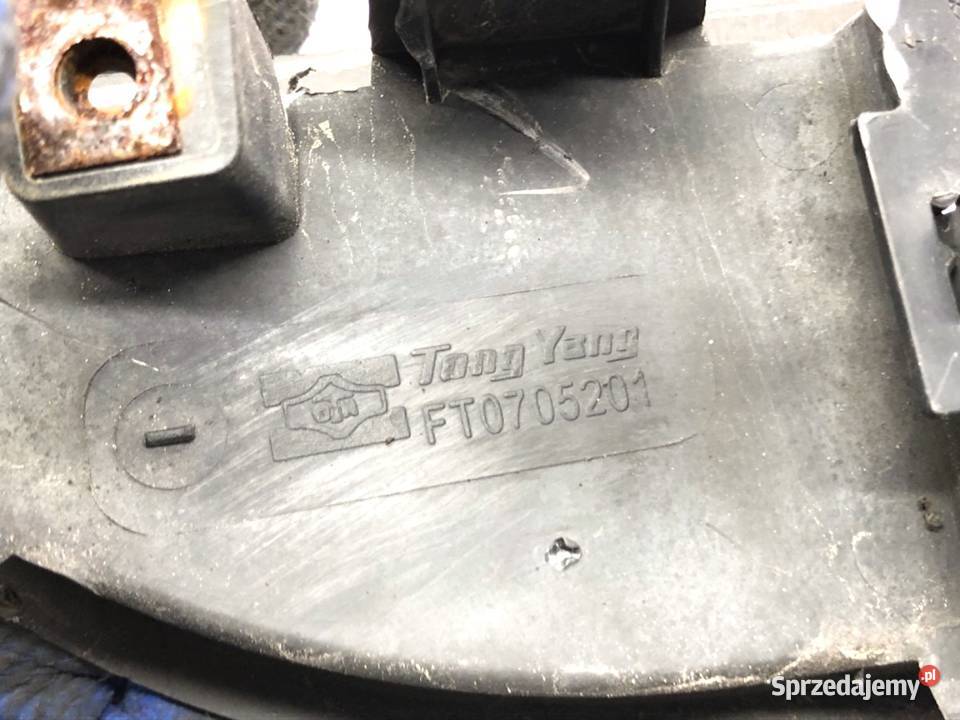 Tong Yang
FT0705201
Sprzedajemy.pl